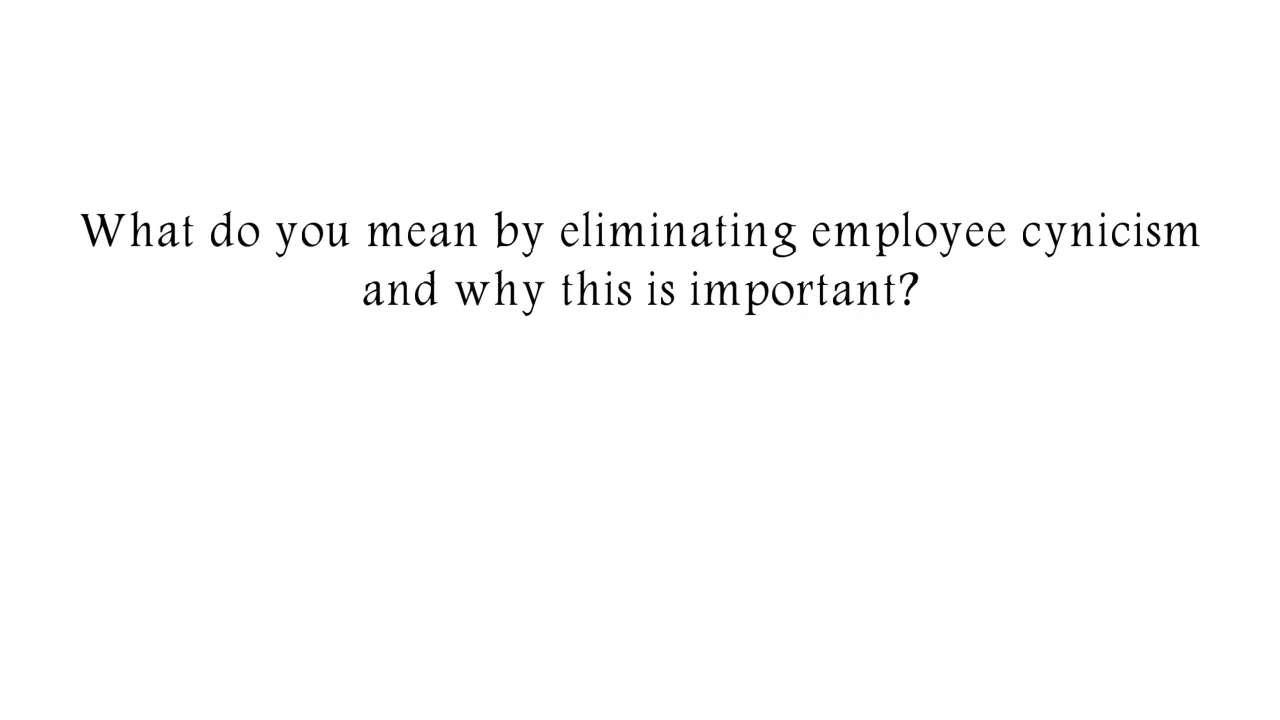 What do you mean by eliminating employee cynicism
and why this is important?